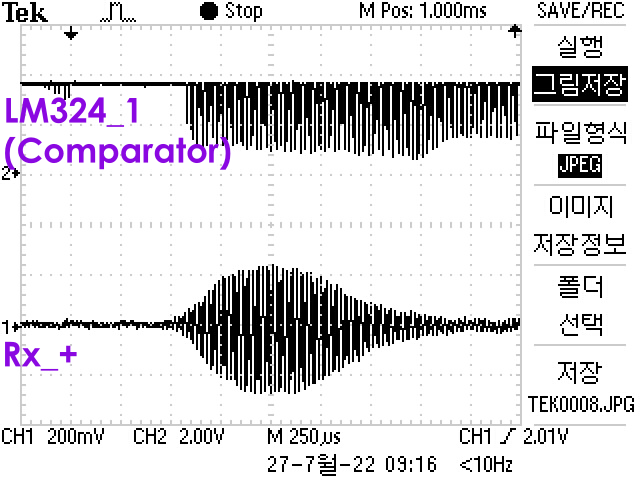 Tek Stop M Pos: 1.000ms SAVE/REC
실행
그림저장
LM324_1
(Comparator)
파일형식
JPEG
2
이미지
저장정보
폴더
선택
1
Rx_+
저장
TEK0008.JPG
CH1 200mV CH2 2.00V M 250µs CH1 2.01V
27-7월-22 09:16 <10Hz